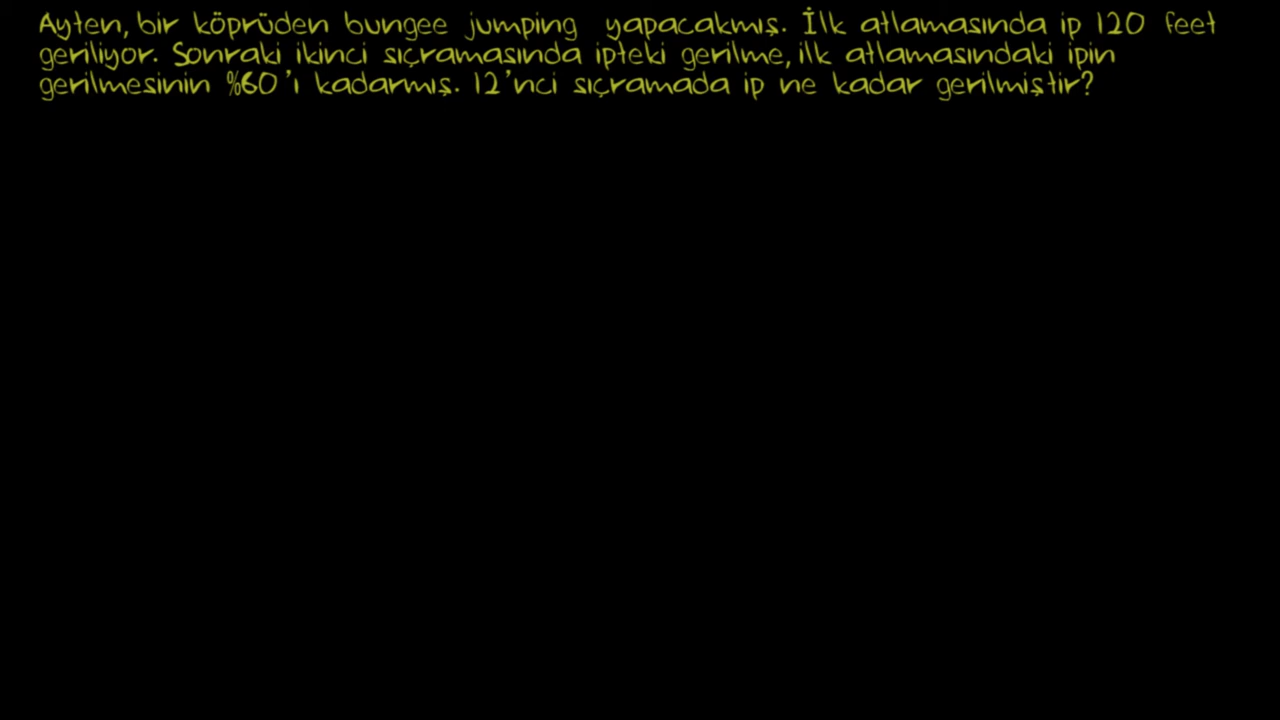 Ayten, bir köprüden bungee jumping yapacakmış. İlk atlamasında ip 120 feet
geriliyor. Sonraki ikinci sıçramasında ipteki gerilme, ilk atlamasındaki ipin
gerilmesinin %60'ı kadarmış. 12'nci sıçramada ip ne kadar gerilmiştir?